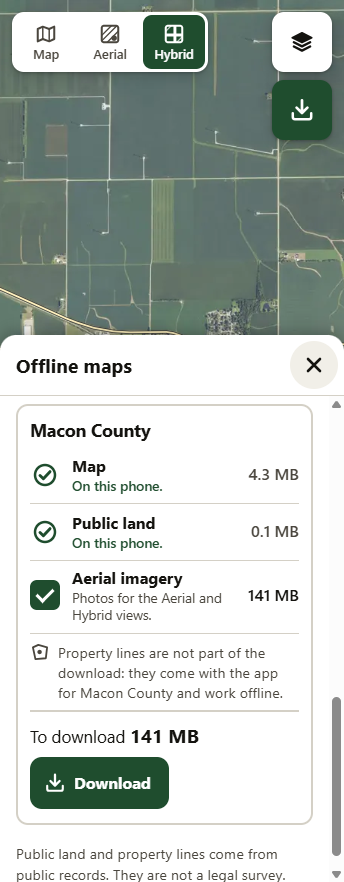 Map
Aerial
Hybrid
Offline maps
Macon County
Map
4.3 MB
On this phone.
Public land
0.1 MB
On this phone.
Aerial imagery
141 MB
Photos for the Aerial and
Hybrid views.
Property lines are not part of the
download: they come with the app
for Macon County and work offline.
To download 141 MB
Download
Public land and property lines come from
public records. They are not a legal survey.